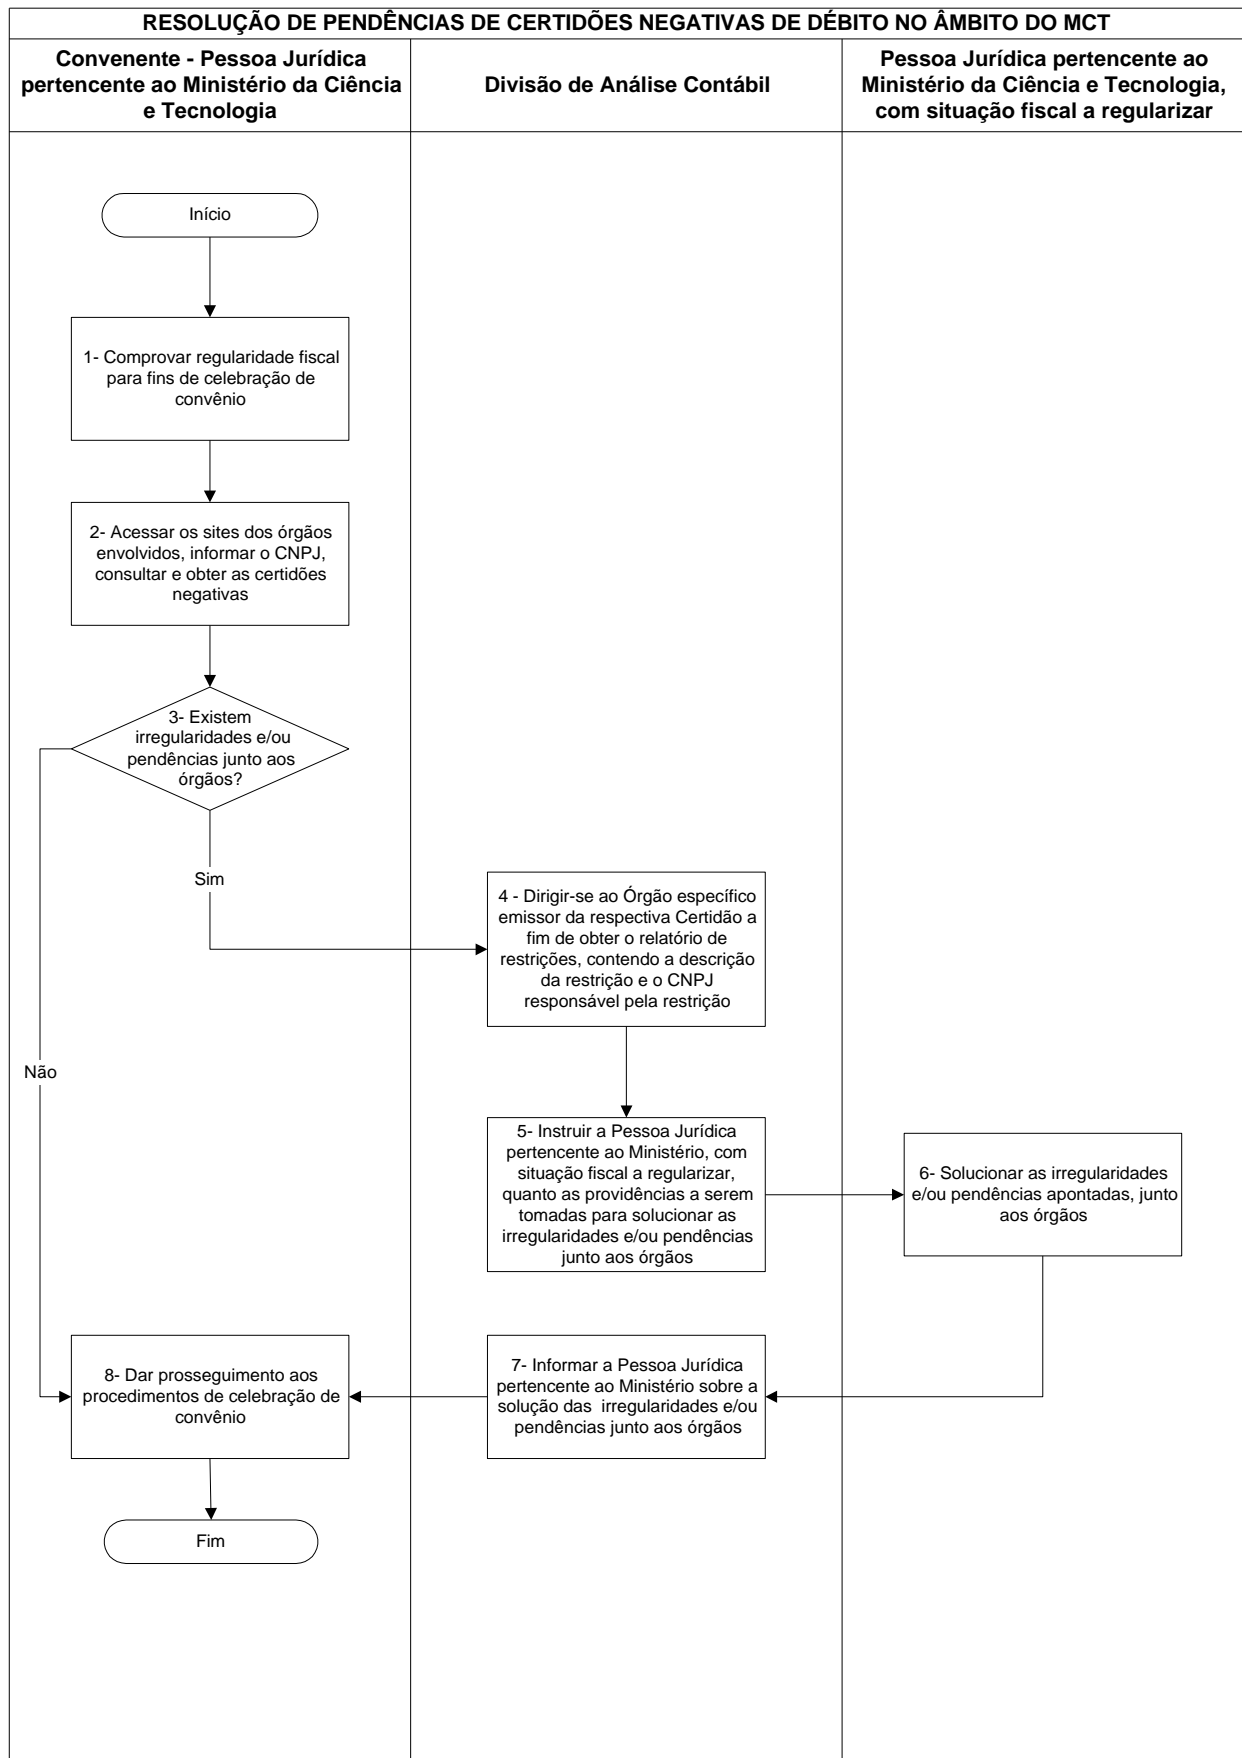 RESOLUÇÃO DE PENDÊNCIAS DE CERTIDÕES NEGATIVAS DE DÉBITO NO ÂMBITO DO MCT
Convenente - Pessoa Jurídica
pertencente ao Ministério da Ciência
e Tecnologia
Divisão de Análise Contábil
Pessoa Jurídica pertencente ao
Ministério da Ciência e Tecnologia,
com situação fiscal a regularizar
Início
1- Comprovar regularidade fiscal
para fins de celebração de
convênio
2- Acessar os sites dos órgãos
envolvidos, informar o CNPJ,
consultar e obter as certidões
negativas
3- Existem
irregularidades e/ou
pendências junto aos
órgãos?
Sim
4 - Dirigir-se ao Órgão específico
emissor da respectiva Certidão a
fim de obter o relatório de
restrições, contendo a descrição
da restrição e o CNPJ
responsável pela restrição
Não
5- Instruir a Pessoa Jurídica
pertencente ao Ministério, com
situação fiscal a regularizar,
quanto as providências a serem
tomadas para solucionar as
irregularidades e/ou pendências
junto aos órgãos
6- Solucionar as irregularidades
e/ou pendências apontadas, junto
aos órgãos
7- Informar a Pessoa Jurídica
pertencente ao Ministério sobre a
solução das  irregularidades e/ou
pendências junto aos órgãos
8- Dar prosseguimento aos
procedimentos de celebração de
convênio
Fim